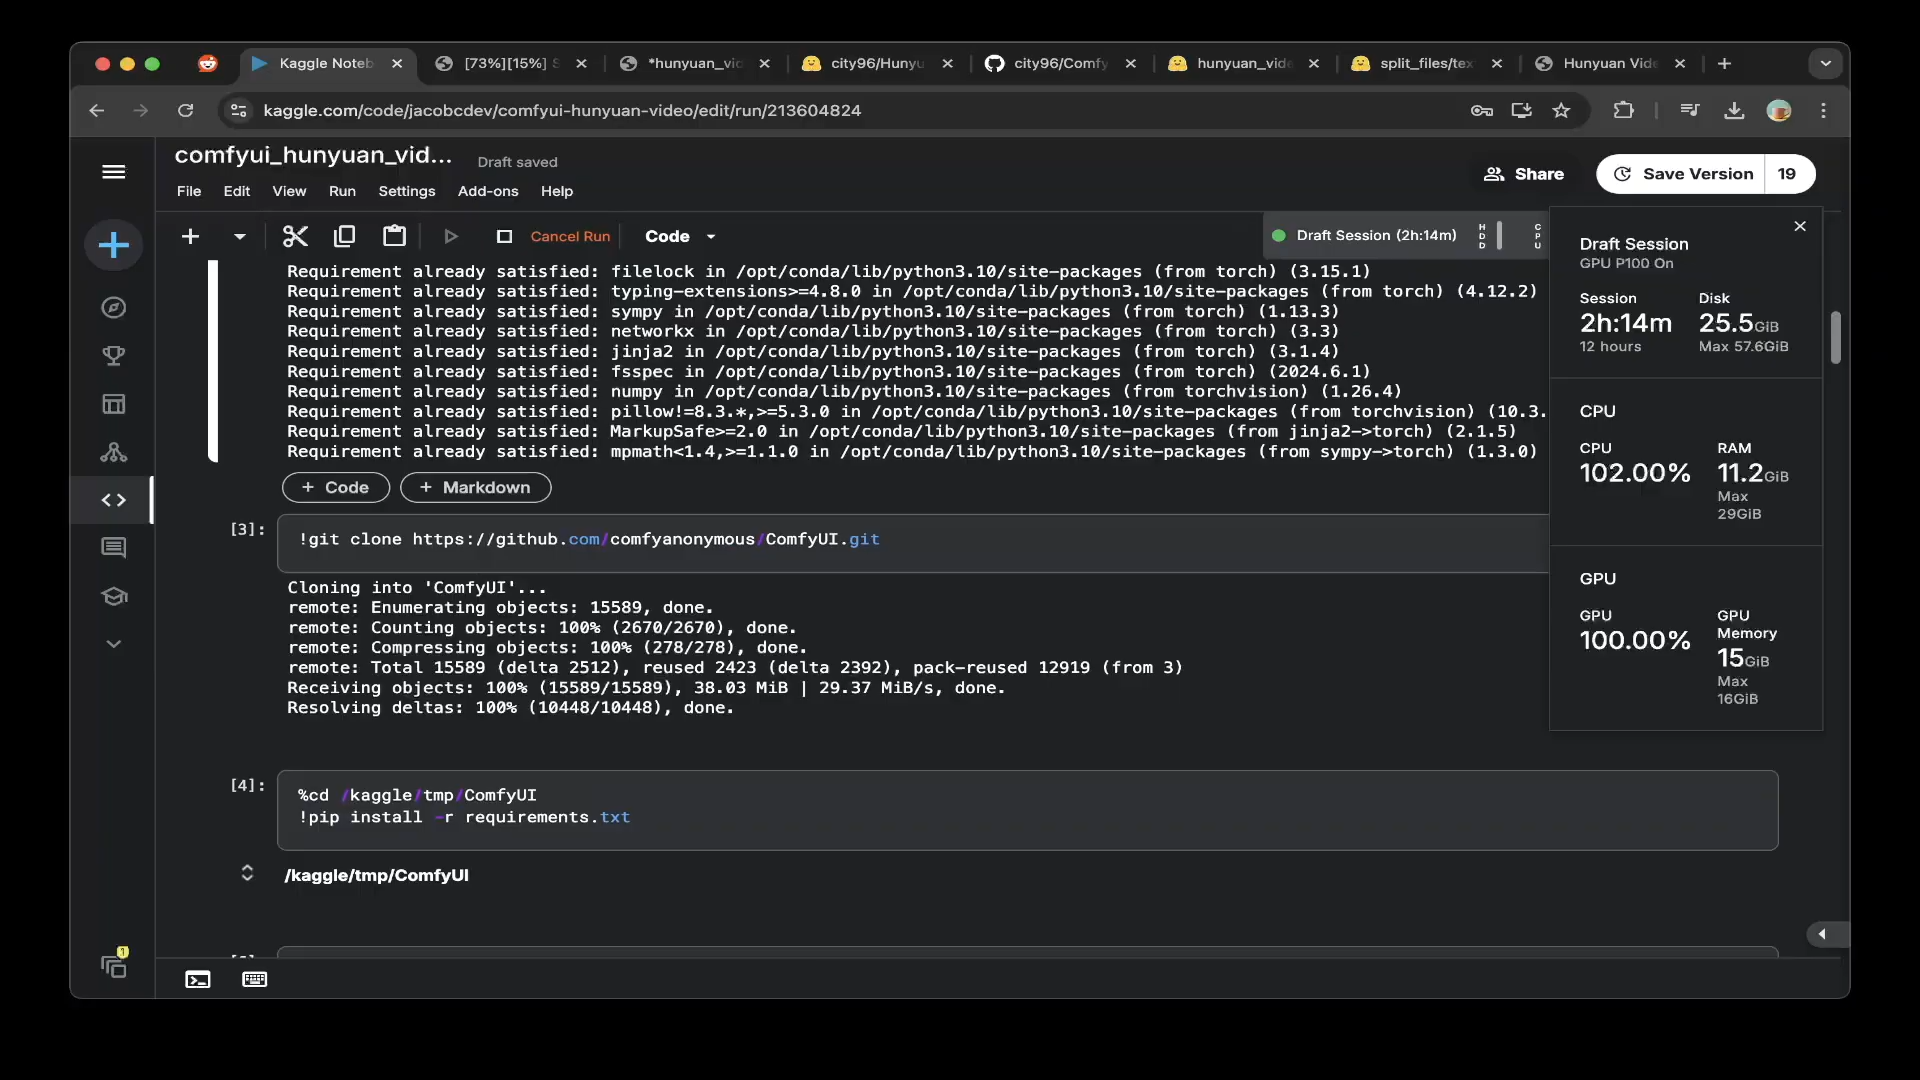 Kaggle Noteb
[73%][15%] S
*hunyuan_vid
city96/Hunyu
city96/Comfy
hunyuan_vide
split_files/tex
Hunyuan Vide
kaggle.com/code/jacobcdev/comfyui-hunyuan-video/edit/run/213604824
comfyui_hunyuan_vid...
Draft saved
Share
Save Version
19
File
Edit
View
Run
Settings
Add-ons
Help
Cancel Run
Code
Draft Session (2h:14m)
HDD
CPU
Requirement already satisfied: filelock in /opt/conda/lib/python3.10/site-packages (from torch) (3.15.1)
Requirement already satisfied: typing-extensions>=4.8.0 in /opt/conda/lib/python3.10/site-packages (from torch) (4.12.2)
Requirement already satisfied: sympy in /opt/conda/lib/python3.10/site-packages (from torch) (1.13.3)
Requirement already satisfied: networkx in /opt/conda/lib/python3.10/site-packages (from torch) (3.3)
Requirement already satisfied: jinja2 in /opt/conda/lib/python3.10/site-packages (from torch) (3.1.4)
Requirement already satisfied: fsspec in /opt/conda/lib/python3.10/site-packages (from torch) (2024.6.1)
Requirement already satisfied: numpy in /opt/conda/lib/python3.10/site-packages (from torchvision) (1.26.4)
Requirement already satisfied: pillow!=8.3.*,>=5.3.0 in /opt/conda/lib/python3.10/site-packages (from torchvision) (10.3.
Requirement already satisfied: MarkupSafe>=2.0 in /opt/conda/lib/python3.10/site-packages (from jinja2->torch) (2.1.5)
Requirement already satisfied: mpmath<1.4,>=1.1.0 in /opt/conda/lib/python3.10/site-packages (from sympy->torch) (1.3.0)
+ Code
+ Markdown
[3]:
!git clone https://github.com/comfyanonymous/ComfyUI.git
Cloning into 'ComfyUI'...
remote: Enumerating objects: 15589, done.
remote: Counting objects: 100% (2670/2670), done.
remote: Compressing objects: 100% (278/278), done.
remote: Total 15589 (delta 2512), reused 2423 (delta 2392), pack-reused 12919 (from 3)
Receiving objects: 100% (15589/15589), 38.03 MiB | 29.37 MiB/s, done.
Resolving deltas: 100% (10448/10448), done.
[4]:
%cd /kaggle/tmp/ComfyUI
!pip install -r requirements.txt
/kaggle/tmp/ComfyUI
Draft Session
GPU P100 On
Session
2h:14m
12 hours
Disk
25.5GiB
Max 57.6GiB
CPU
CPU
102.00%
RAM
11.2GiB
Max
29GiB
GPU
GPU
100.00%
GPU
Memory
15GiB
Max
16GiB
1